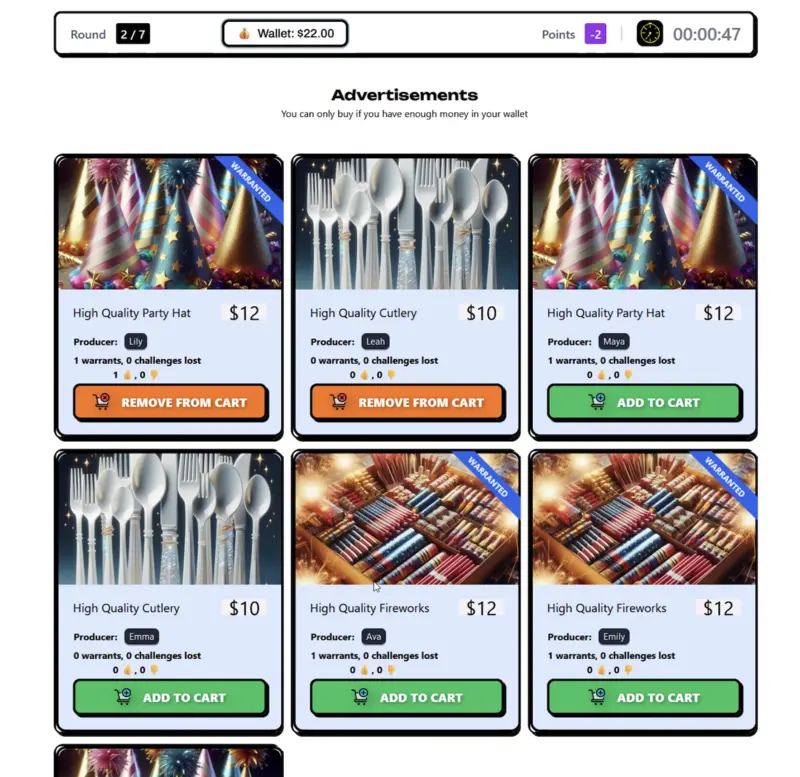 Round 2 / 7 Wallet: $22.00 Points -2 00:00:47
Advertisements
You can only buy if you have enough money in your wallet
WARRANTED
High Quality Party Hat $12
Producer: Lily
1 warrants, 0 challenges lost
1 👍, 0 👎
REMOVE FROM CART
High Quality Cutlery $10
Producer: Leah
0 warrants, 0 challenges lost
0 👍, 0 👎
REMOVE FROM CART
WARRANTED
High Quality Party Hat $12
Producer: Maya
1 warrants, 0 challenges lost
0 👍, 0 👎
ADD TO CART
High Quality Cutlery $10
Producer: Emma
0 warrants, 0 challenges lost
0 👍, 0 👎
ADD TO CART
WARRANTED
High Quality Fireworks $12
Producer: Ava
1 warrants, 0 challenges lost
0 👍, 0 👎
ADD TO CART
WARRANTED
High Quality Fireworks $12
Producer: Emily
1 warrants, 0 challenges lost
0 👍, 0 👎
ADD TO CART